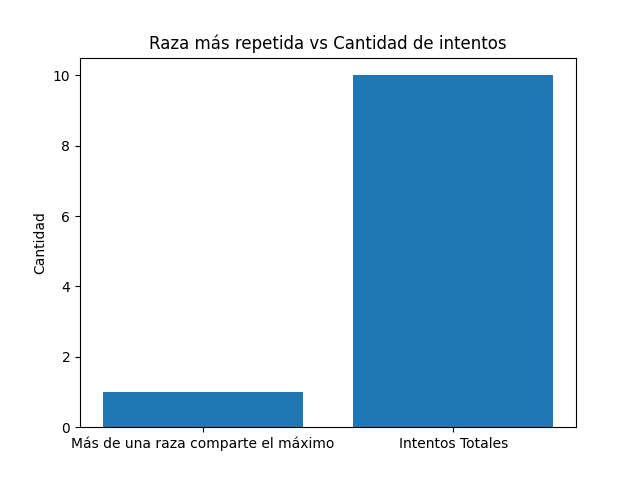 Raza más repetida vs Cantidad de intentos
10
8
6
4
2
0
Cantidad
Más de una raza comparte el máximo
Intentos Totales